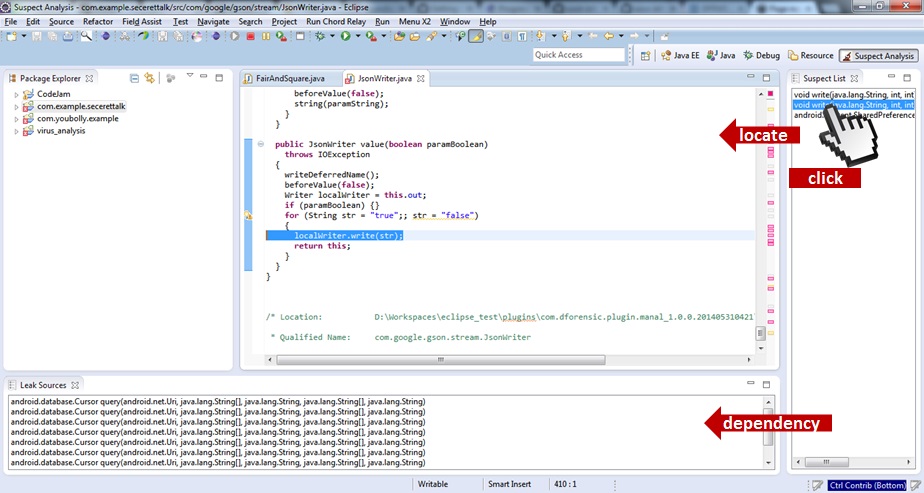 Suspect Analysis - com.example.seceretttalk/src/com/google/gson/stream/JsonWriter.java - Eclipse
File Edit Source Refactor Select Fast Project Navigate Search Project Run Chord Relay Run Menu X2 Window Help
Quick Access
Java EE Java Debug Resource Suspect Analysis
Package Explorer
CodeJam
com.example.secerettalk
com.youbolly.example
virus_analysis
FairAndSquare.java JsonWriter.java
beforeValue(false);
string(paramString);
}
}
public JsonWriter value(boolean paramBoolean)
throws IOException
{
writeDeferredName();
beforeValue(false);
Writer localWriter = this.out;
if (paramBoolean) {}
for (String str = "true";; str = "false")
{
localWriter.write(str);
return this;
}
}
}
/* Location: D:\Workspaces\eclipse_test\plugins\com.dforensic.plugin.manal_1.0.0.2014053104217
* Qualified Name: com.google.gson.stream.JsonWriter
Suspect List
void write(java.lang.String, int, int
void write(java.lang.String, int, int
locate
click
Leak Sources
android.database.Cursor query(android.net.Uri, java.lang.String[], java.lang.String, java.lang.String[], java.lang.String)
android.database.Cursor query(android.net.Uri, java.lang.String[], java.lang.String, java.lang.String[], java.lang.String)
android.database.Cursor query(android.net.Uri, java.lang.String[], java.lang.String, java.lang.String[], java.lang.String)
android.database.Cursor query(android.net.Uri, java.lang.String[], java.lang.String, java.lang.String[], java.lang.String)
android.database.Cursor query(android.net.Uri, java.lang.String[], java.lang.String, java.lang.String[], java.lang.String)
android.database.Cursor query(android.net.Uri, java.lang.String[], java.lang.String, java.lang.String[], java.lang.String)
android.database.Cursor query(android.net.Uri, java.lang.String[], java.lang.String, java.lang.String[], java.lang.String)
dependency
Writable Smart Insert 410 : 1 Ctrl Contrib (Bottom)